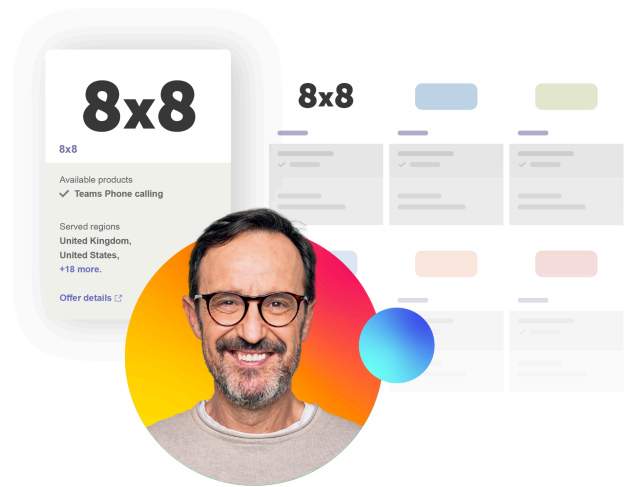 8x8
8x8
Available products
Teams Phone calling
Served regions
United Kingdom,
United States,
+18 more.
Offer details
8x8